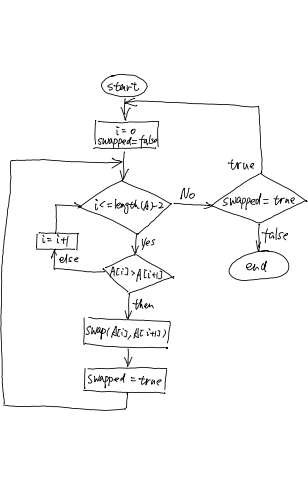 start
i = 0
swapped = false
i <= length(A)-2
No
true
swapped = true
false
end
yes
i = i+1
else
A[i] > A[i+1]
then
swap(A[i], A[i+1])
swapped = true